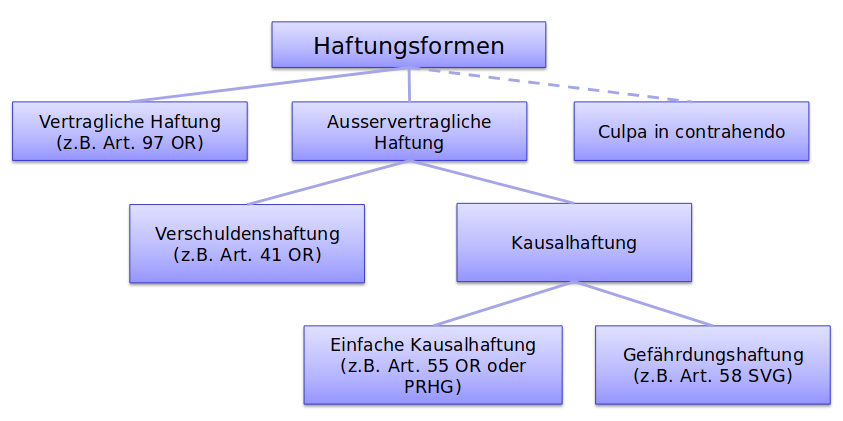 Haftungsformen
Vertragliche Haftung
(z.B. Art. 97 OR)
Ausservertragliche
Haftung
Culpa in contrahendo
Verschuldenshaftung
(z.B. Art. 41 OR)
Kausalhaftung
Einfache Kausalhaftung
(z.B. Art. 55 OR oder
PRHG)
Gefährdungshaftung
(z.B. Art. 58 SVG)